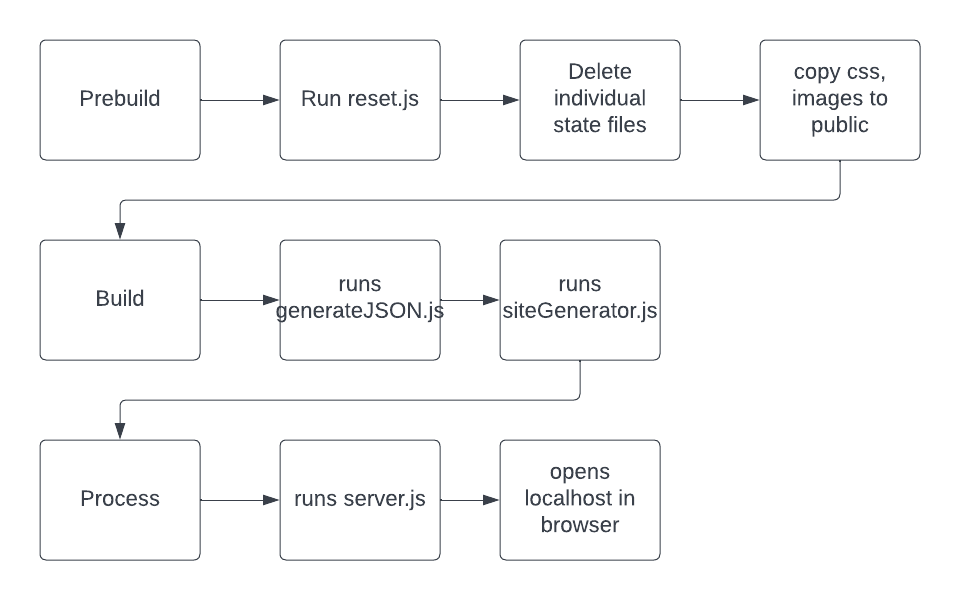 Prebuild
Run reset.js
Delete
individual
state files
copy css,
images to
public
Build
runs
generateJSON.js
runs
siteGenerator.js
Process
runs server.js
opens
localhost in
browser